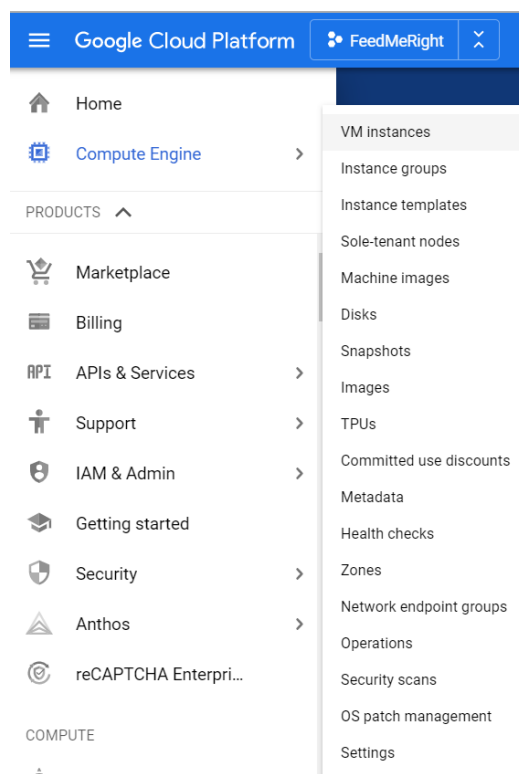 Google Cloud Platform
FeedMeRight
Home
Compute Engine
PRODUCTS
Marketplace
Billing
API APIs & Services
Support
IAM & Admin
Getting started
Security
Anthos
reCAPTCHA Enterpri...
COMPUTE
VM instances
Instance groups
Instance templates
Sole-tenant nodes
Machine images
Disks
Snapshots
Images
TPUs
Committed use discounts
Metadata
Health checks
Zones
Network endpoint groups
Operations
Security scans
OS patch management
Settings